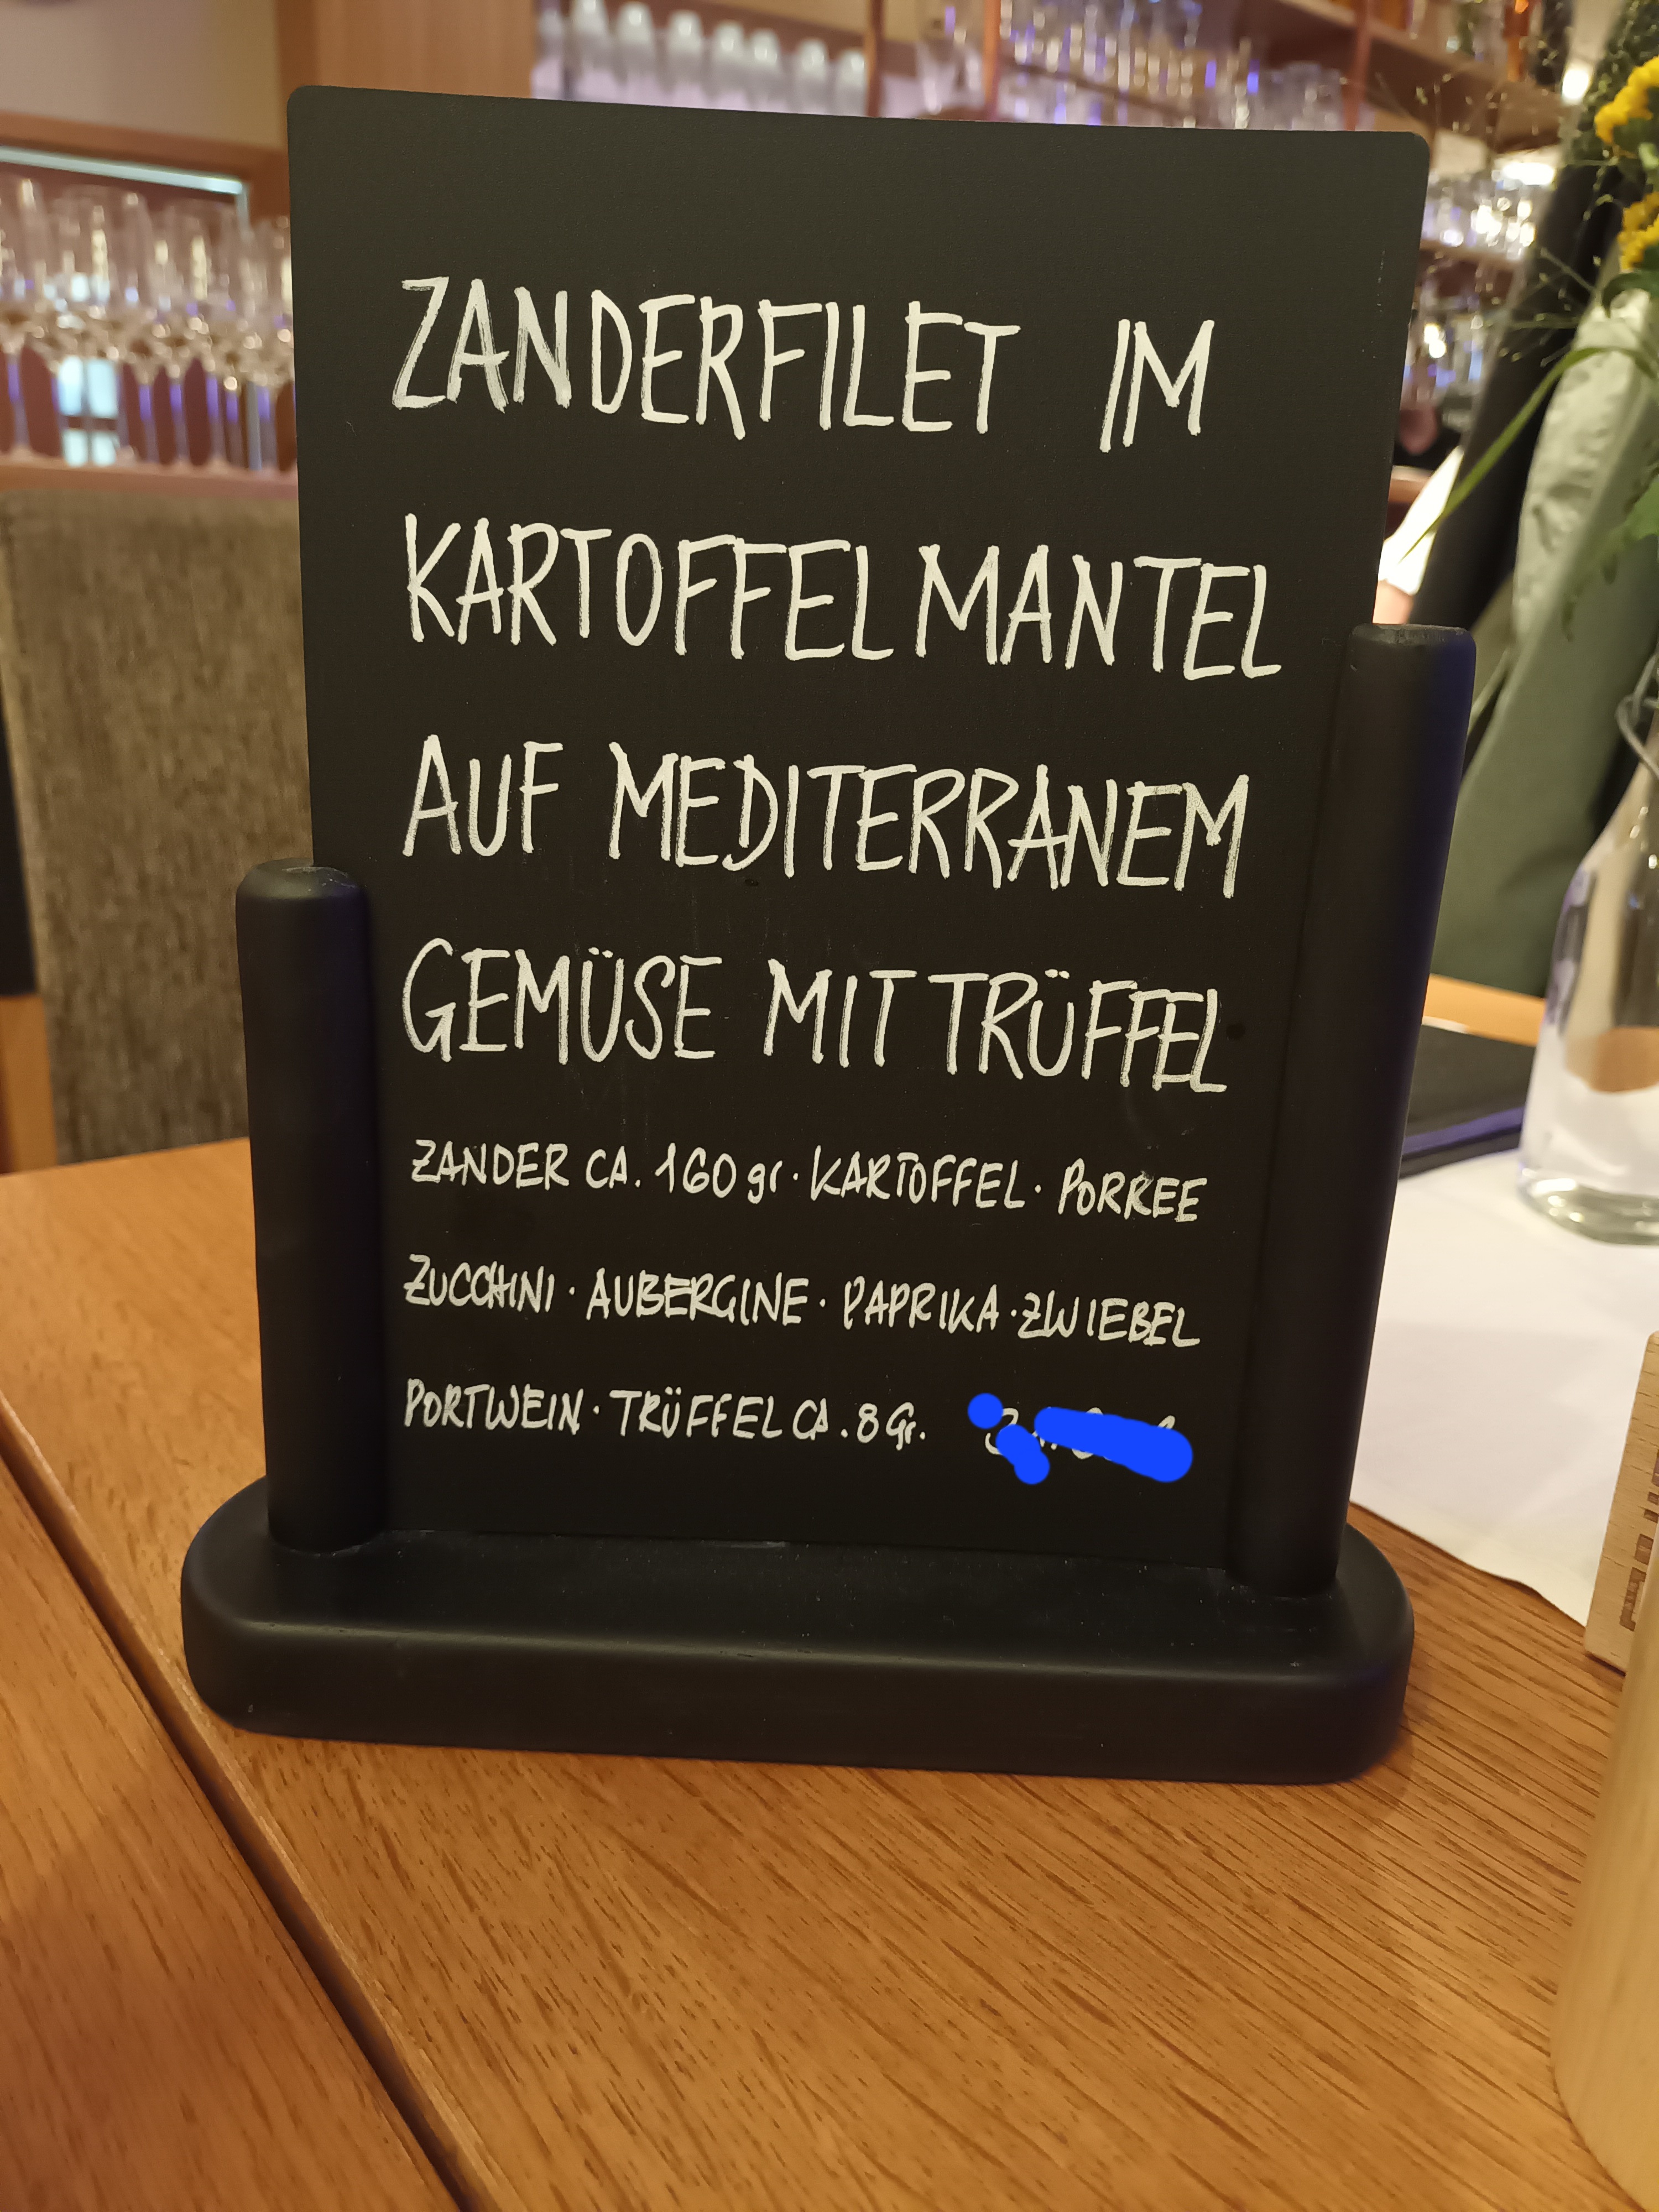 ZANDERFILET IM
KARTOFFELMANTEL
AUF MEDITERRANEM
GEMÜSE MIT TRÜFFEL
ZANDER CA. 160 gr · KARTOFFEL · PORREE
ZUCCHINI · AUBERGINE · PAPRIKA · ZWIEBEL
PORTWEIN · TRÜFFEL CA. 8 Gr.